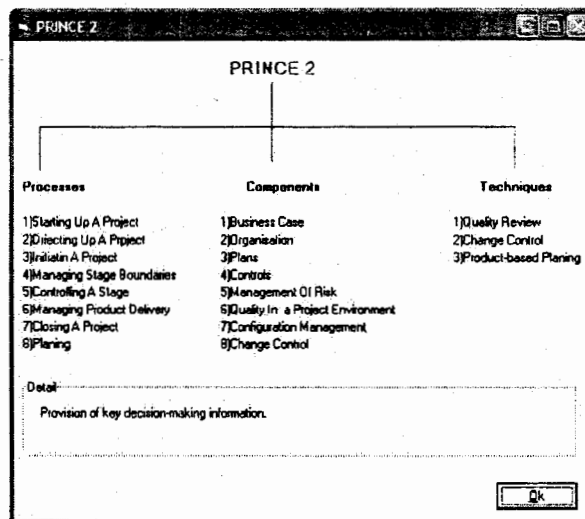 PRINCE 2
PRINCE 2
Processes
1)Starting Up A Project
2)Directing Up A Project
3)Initiatin A Project
4)Managing Stage Boundaries
5)Controlling A Stage
6)Managing Product Delivery
7)Closing A Project
8)Planing
Components
1)Business Case
2)Organisation
3)Plans
4)Controls
5)Management Of Risk
6)Quality In a Project Environment
7)Configuration Management
8)Change Control
Techniques
1)Quality Review
2)Change Control
3)Product-based Planing
Detail
Provision of key decision-making information.
Ok